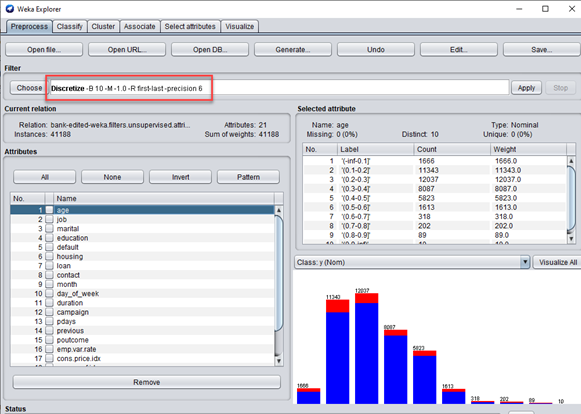 Weka Explorer
Preprocess Classify Cluster Associate Select attributes Visualize
Open file... Open URL... Open DB... Generate... Undo Edit... Save...
Filter
Choose Discretize -B 10 -M -1.0 -R first-last -precision 6 Apply Stop
Current relation
Relation: bank-edited-weka.filters.unsupervised.attri... Attributes: 21
Instances: 41188 Sum of weights: 41188
Selected attribute
Name: age Type: Nominal
Missing: 0 (0%) Distinct: 10 Unique: 0 (0%)
No. Label Count Weight
1 '(-inf-0.1]' 1666 1666.0
2 '(0.1-0.2]' 11343 11343.0
3 '(0.2-0.3]' 12037 12037.0
4 '(0.3-0.4]' 8087 8087.0
5 '(0.4-0.5]' 5823 5823.0
6 '(0.5-0.6]' 1613 1613.0
7 '(0.6-0.7]' 318 318.0
8 '(0.7-0.8]' 202 202.0
9 '(0.8-0.9]' 89 89.0
Attributes
All None Invert Pattern
No. Name
1 age
2 job
3 marital
4 education
5 default
6 housing
7 loan
8 contact
9 month
10 day_of_week
11 duration
12 campaign
13 pdays
14 previous
15 poutcome
16 emp.var.rate
17 cons.price.idx
Remove
Class: y (Nom) Visualize All
1666 11343 12037 8087 5823 1613 318 202 89 10
Status